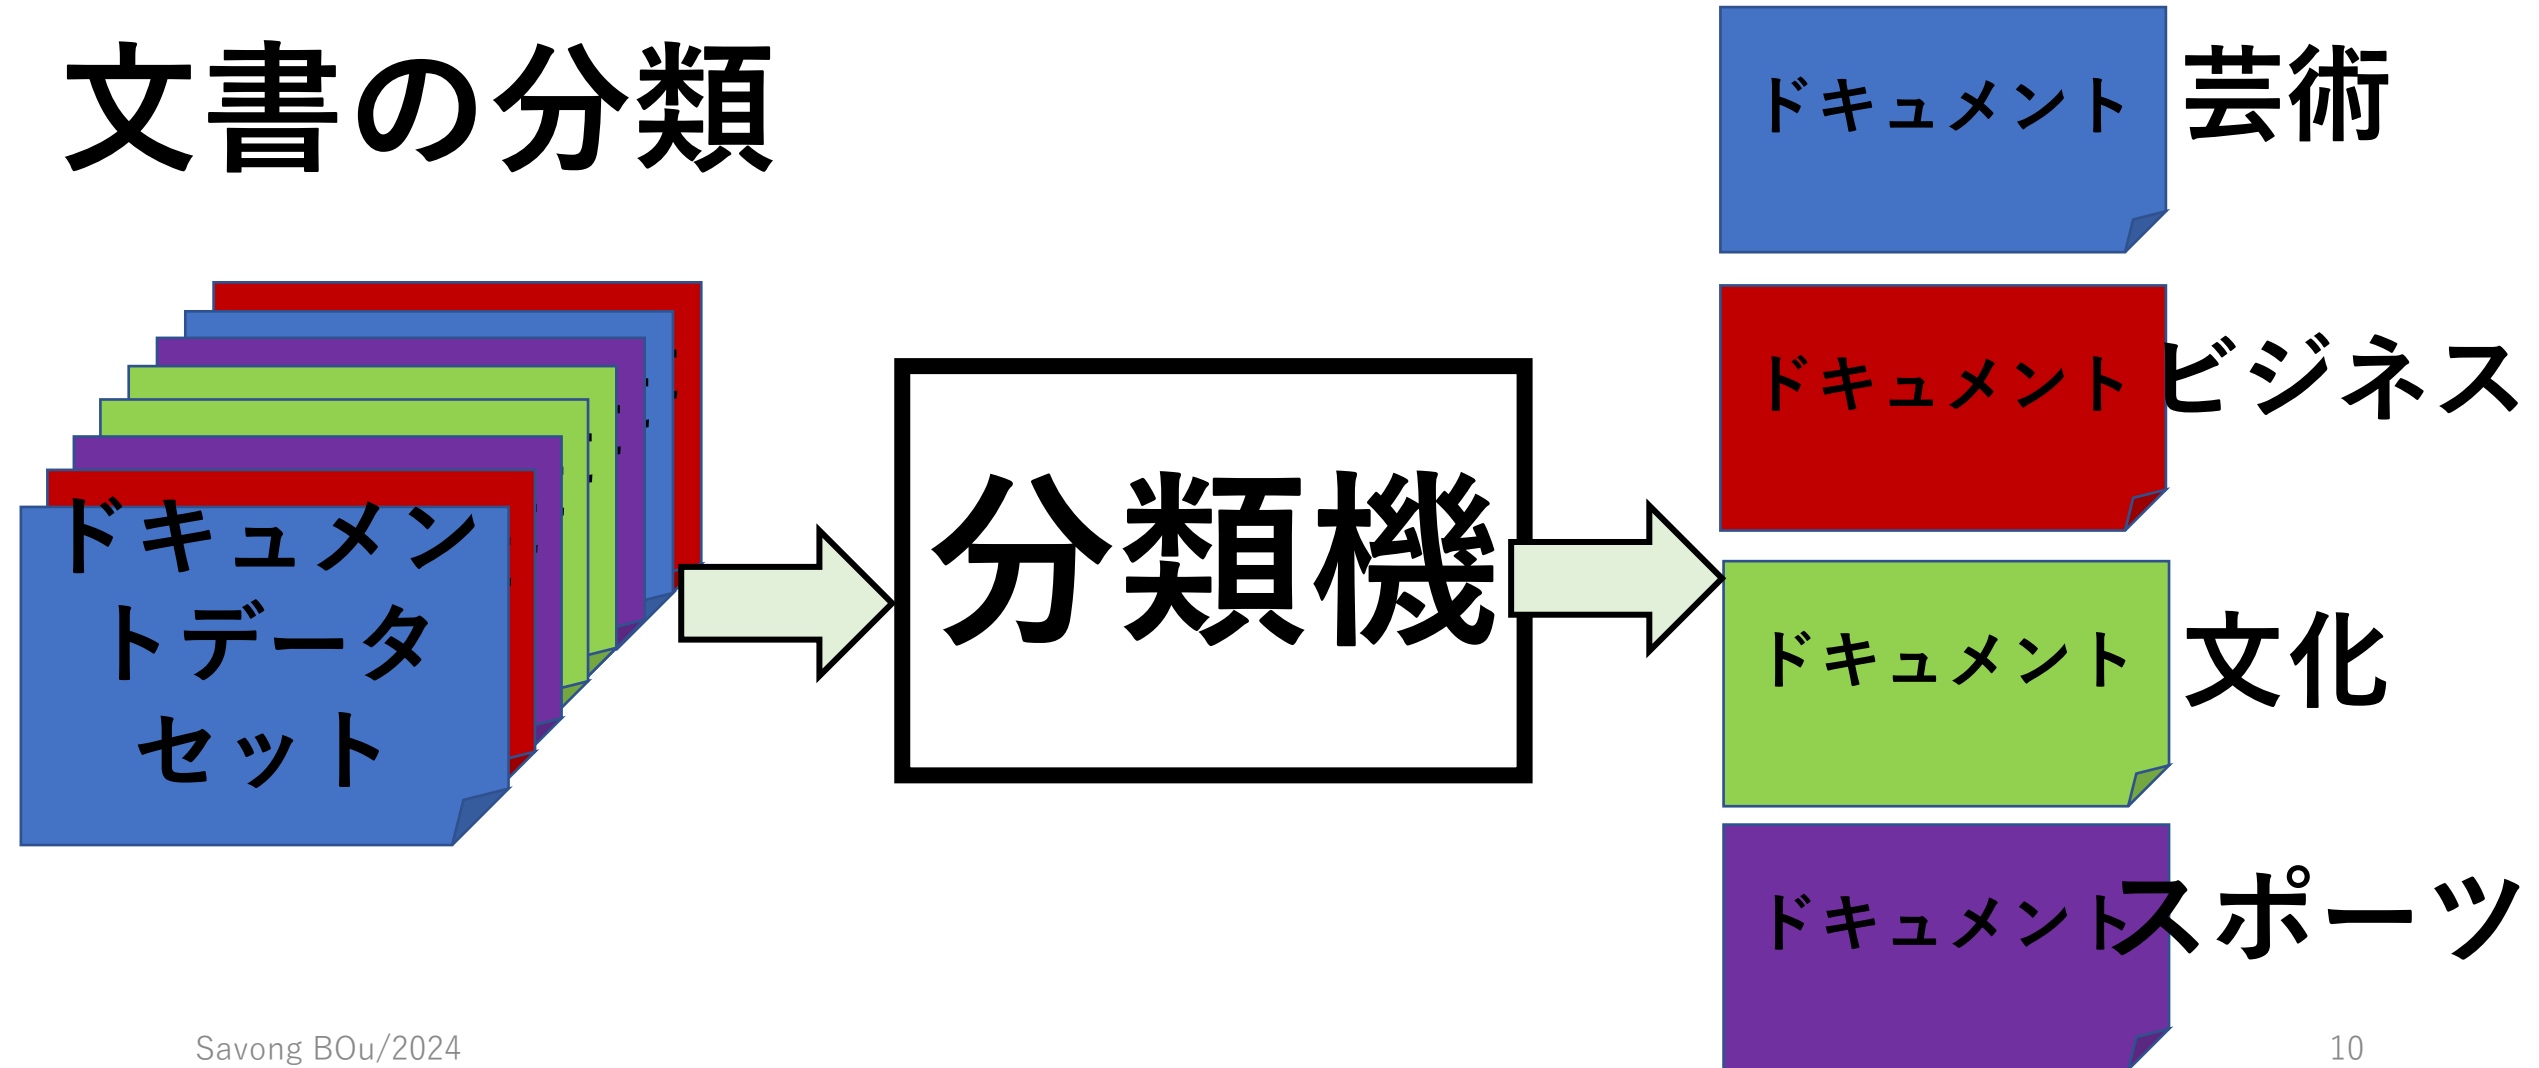 文書の分類
ドキュメン
トデータ
セット
分類機
ドキュメント
芸術
ドキュメント
ビジネス
ドキュメント
文化
ドキュメント
スポーツ
Savong BOu/2024
10